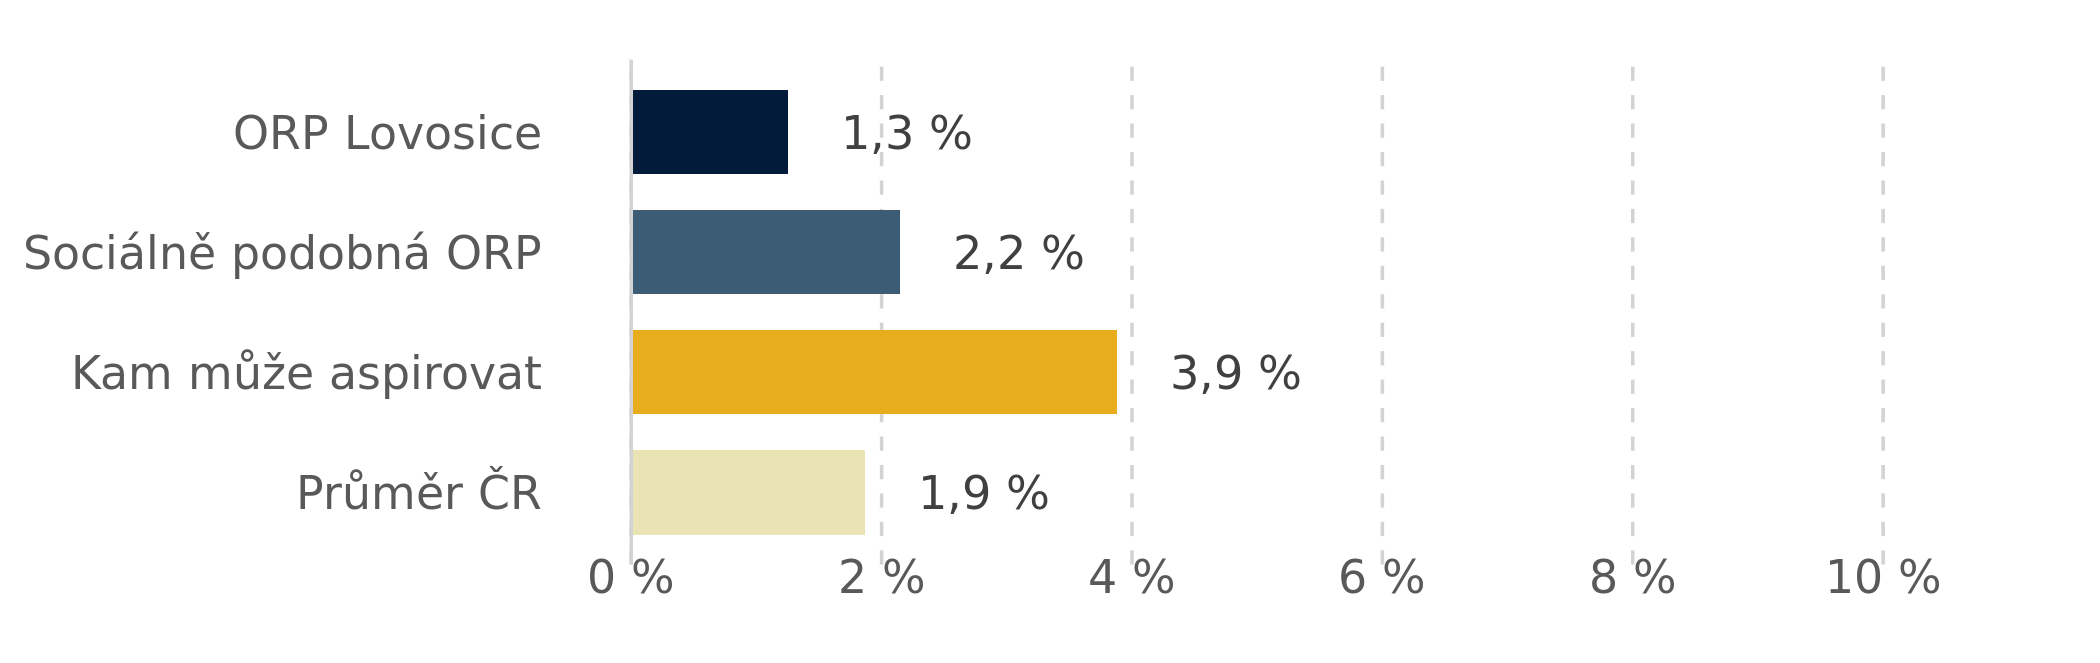 ORP Lovosice 1,3 %
Sociálně podobná ORP 2,2 %
Kam může aspirovat 3,9 %
Průměr ČR 1,9 %
0 % 2 % 4 % 6 % 8 % 10 %